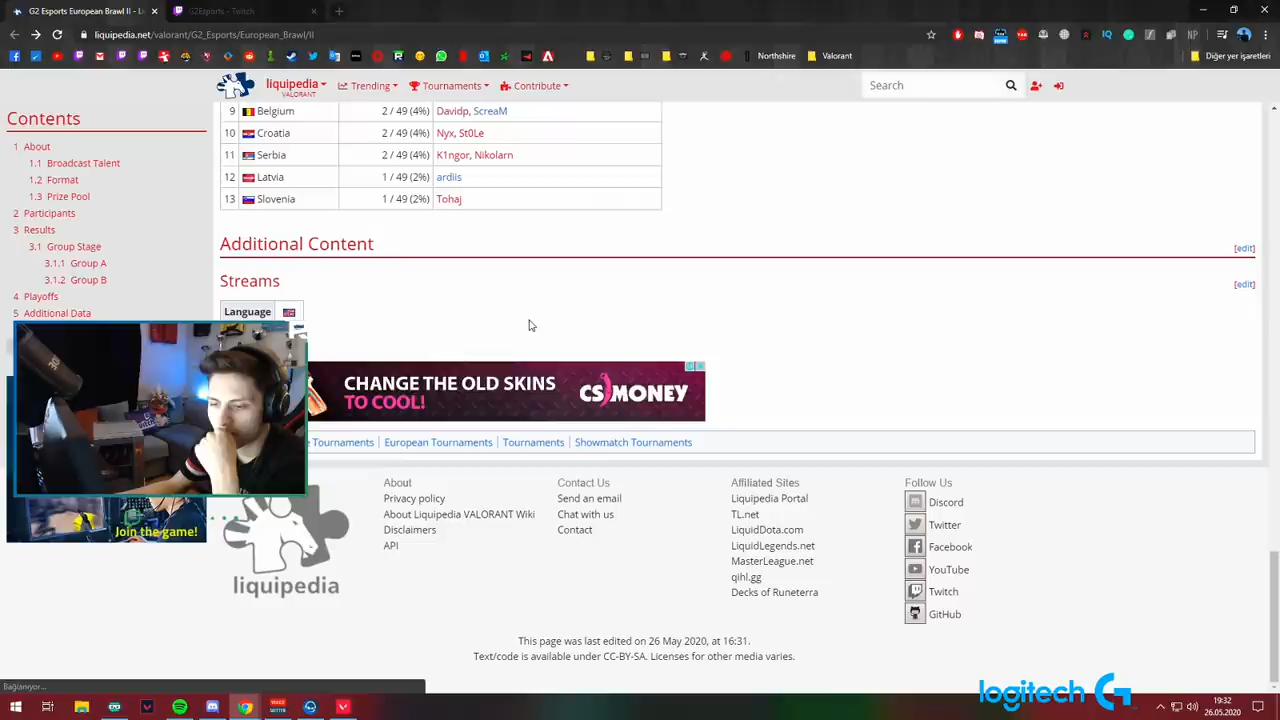 G2 Esports European Brawl II - L
G2Esports - Twitch
liquipedia.net/valorant/G2_Esports/European_Brawl/II
Northshire
Valorant
Diğer yer işaretleri
liquipedia
VALORANT
Trending
Tournaments
Contribute
Search
Contents
1 About
1.1 Broadcast Talent
1.2 Format
1.3 Prize Pool
2 Participants
3 Results
3.1 Group Stage
3.1.1 Group A
3.1.2 Group B
4 Playoffs
5 Additional Data
9 Belgium 2 / 49 (4%) Davidp, ScreaM
10 Croatia 2 / 49 (4%) Nyx, St0Le
11 Serbia 2 / 49 (4%) K1ngor, Nikolarn
12 Latvia 1 / 49 (2%) ardiis
13 Slovenia 1 / 49 (2%) Tohaj
Additional Content
[edit]
Streams
[edit]
Language
CHANGE THE OLD SKINS
TO COOL!
CS MONEY
e Tournaments | European Tournaments | Tournaments | Showmatch Tournaments
Join the game!
liquipedia
About
Privacy policy
About Liquipedia VALORANT Wiki
Disclaimers
API
Contact Us
Send an email
Chat with us
Contact
Affiliated Sites
Liquipedia Portal
TL.net
LiquidDota.com
LiquidLegends.net
MasterLeague.net
qihl.gg
Decks of Runeterra
Follow Us
Discord
Twitter
Facebook
YouTube
Twitch
GitHub
This page was last edited on 26 May 2020, at 16:31.
Text/code is available under CC-BY-SA. Licenses for other media varies.
Bağlanıyor...
logitech G
19:32
26.05.2020